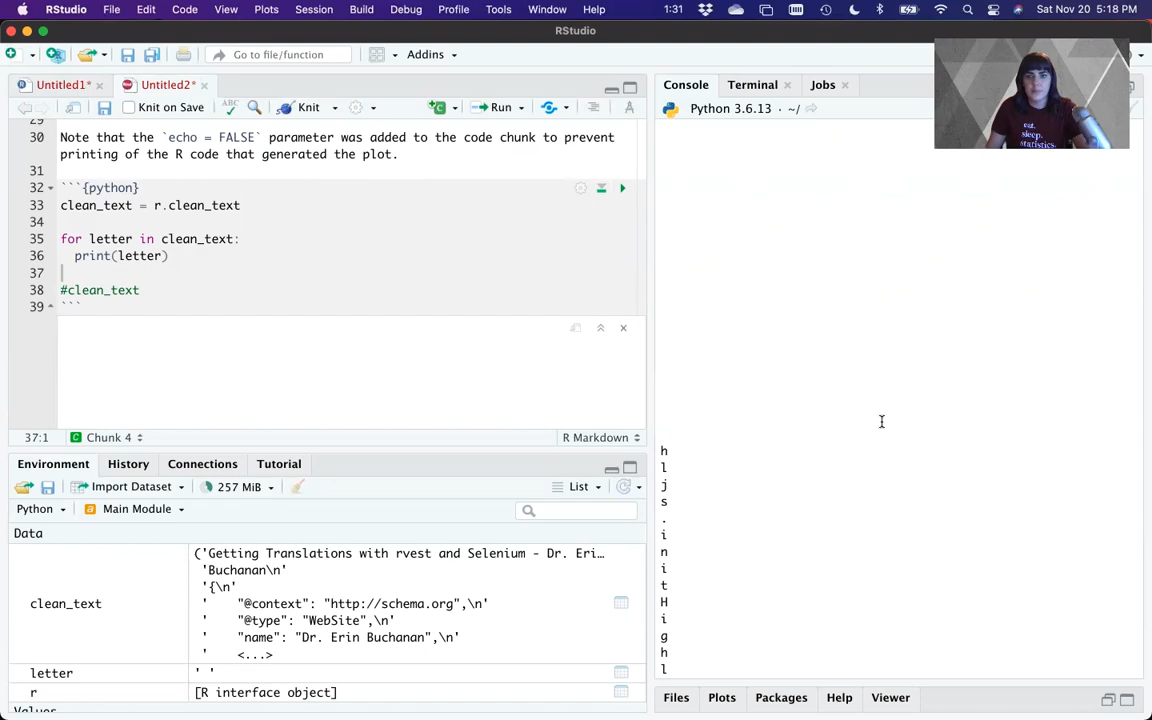 RStudio File Edit Code View Plots Session Build Debug Profile Tools Window Help 1:31 Sat Nov 20 5:18 PM
RStudio
Go to file/function Addins
Untitled1* Untitled2*
Knit on Save ABC Knit Run
29
30 Note that the `echo = FALSE` parameter was added to the code chunk to prevent
printing of the R code that generated the plot.
31
32 ```{python}
33 clean_text = r.clean_text
34
35 for letter in clean_text:
36 print(letter)
37
38 #clean_text
39 ```
37:1 Chunk 4 R Markdown
Environment History Connections Tutorial
Import Dataset 257 MiB List
Python Main Module
Data
clean_text ('Getting Translations with rvest and Selenium - Dr. Eri…
'Buchanan\n'
'{\n'
' "@context": "http://schema.org",\n'
' "@type": "WebSite",\n'
' "name": "Dr. Erin Buchanan",\n'
' <...>
letter ' '
r [R interface object]
Values
Console Terminal Jobs
Python 3.6.13 · ~/
eat.
sleep.
statistics.
h
l
j
s
.
i
n
i
t
H
i
g
h
l
Files Plots Packages Help Viewer